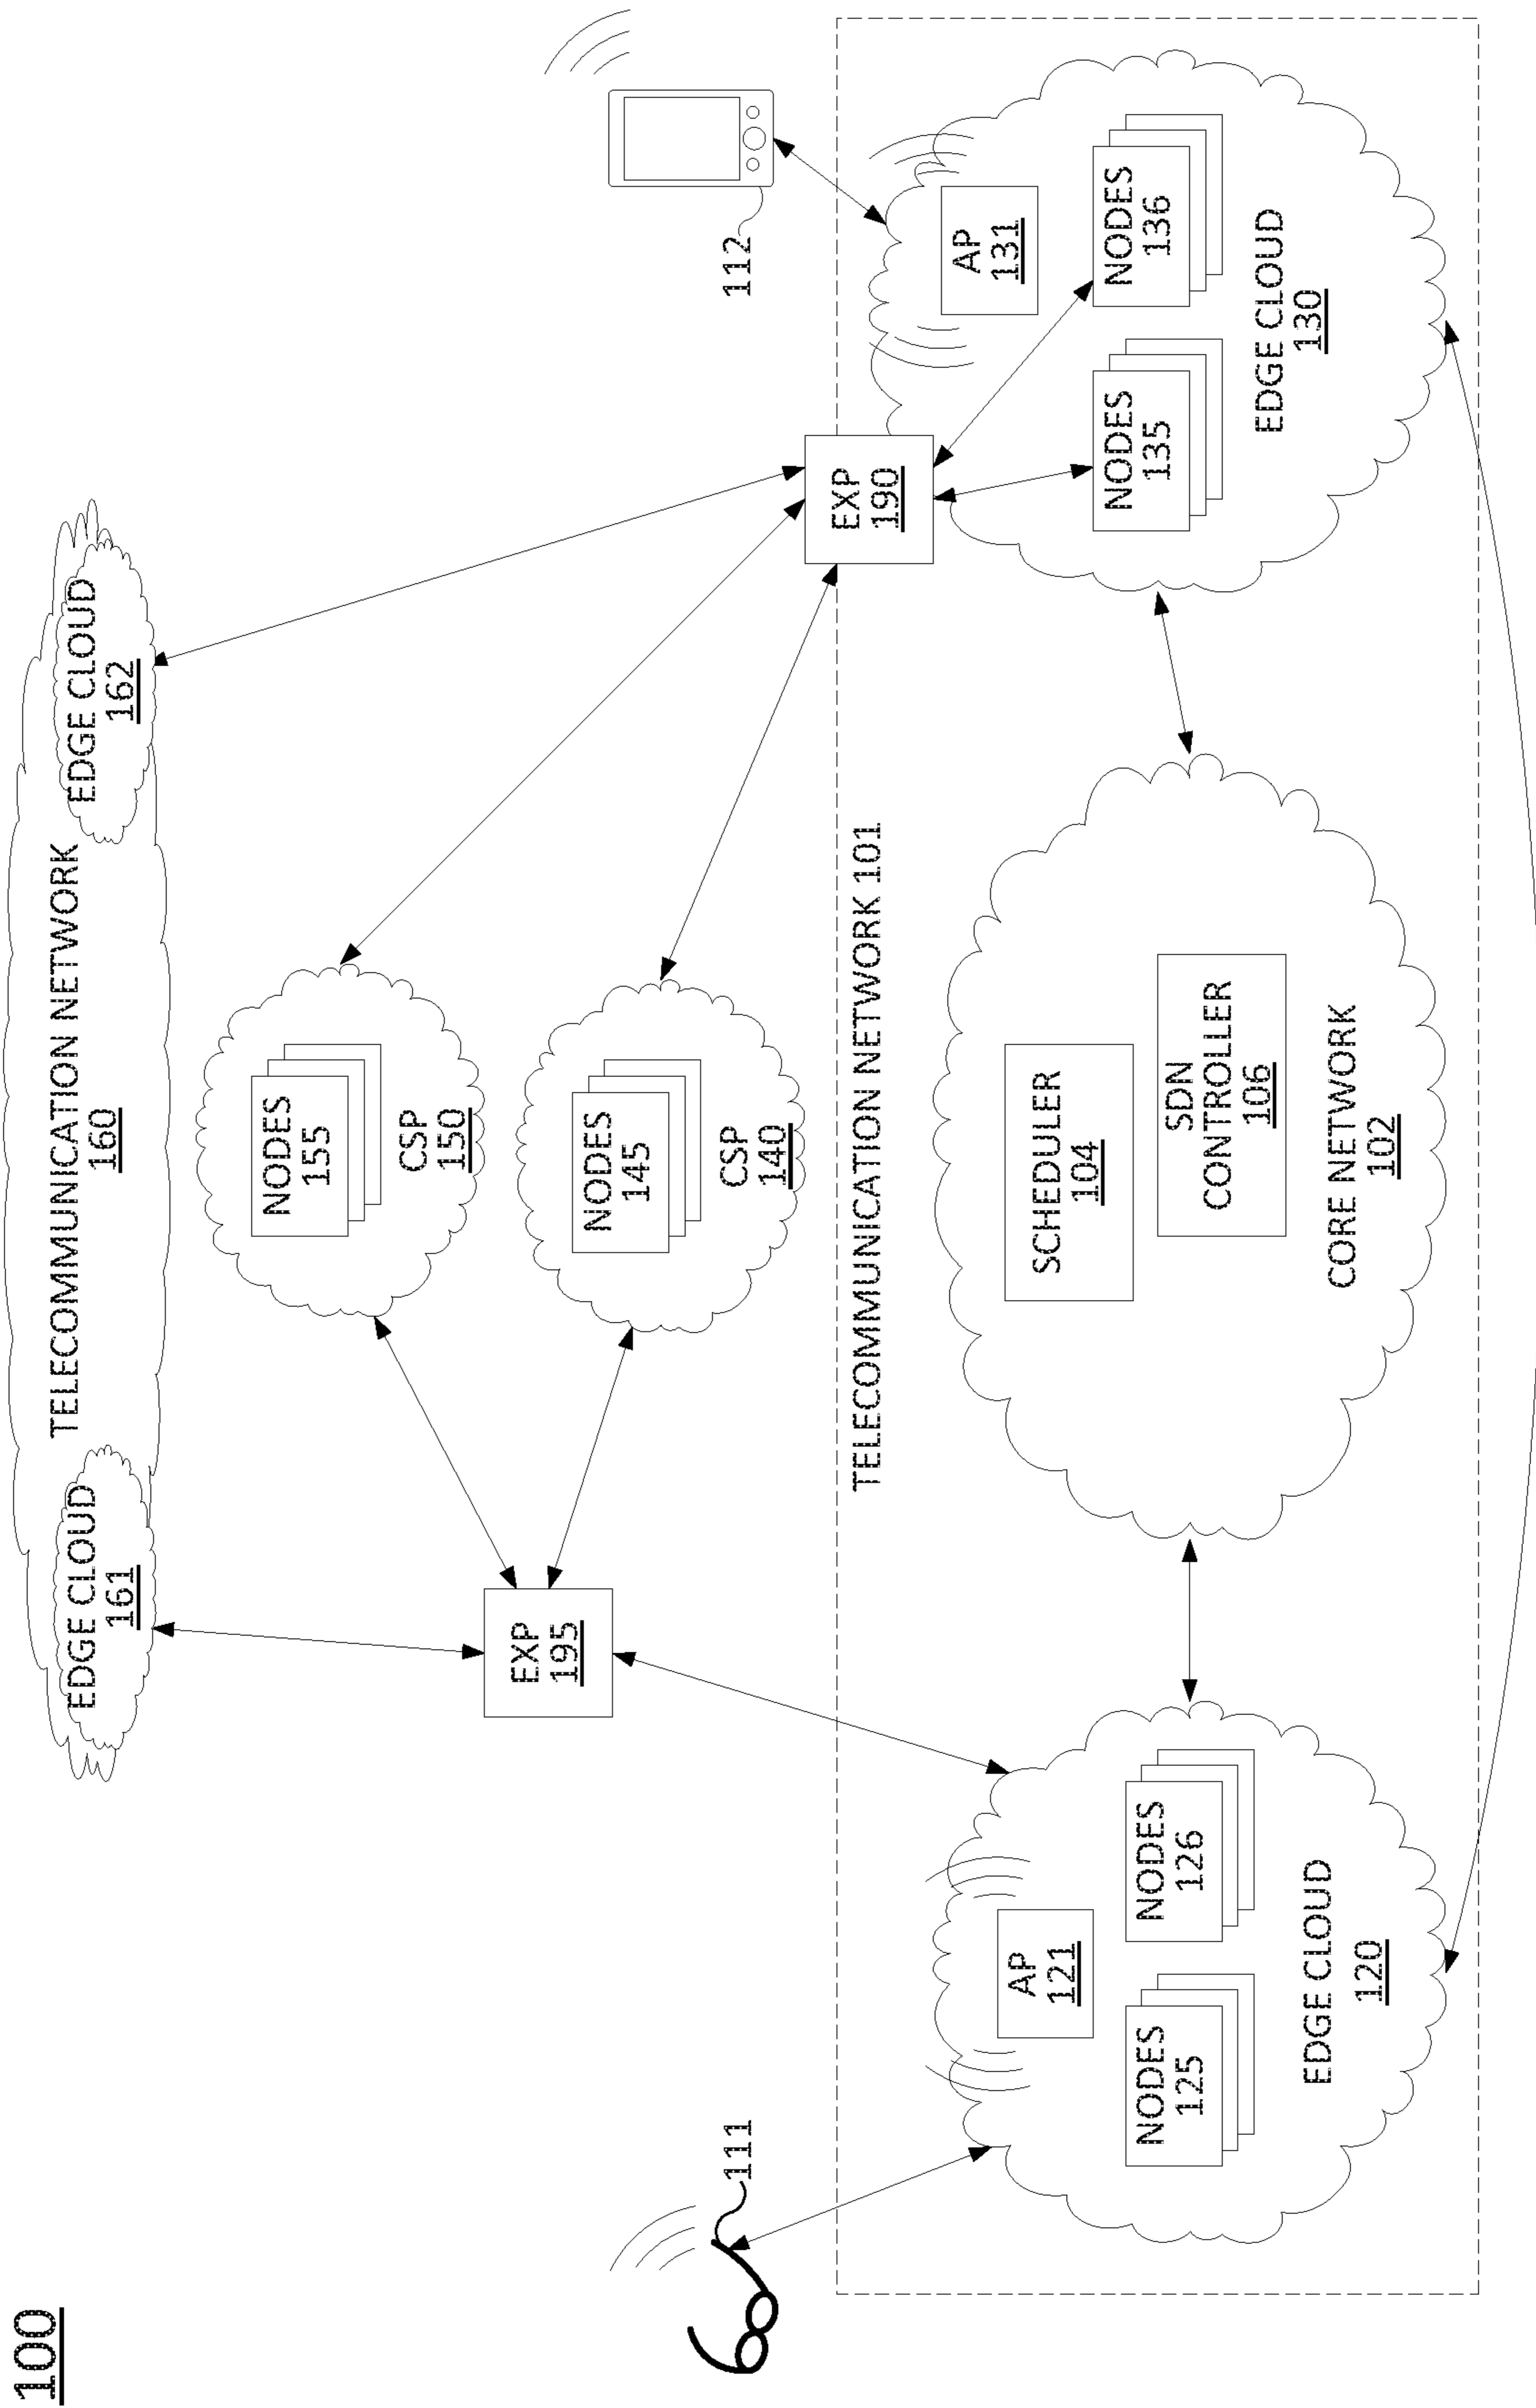 100
TELECOMMUNICATION NETWORK
160
EDGE CLOUD
161
EDGE CLOUD
162
NODES
155
CSP
150
NODES
145
CSP
140
EXP
195
EXP
190
111
112
TELECOMMUNICATION NETWORK 101
AP
121
NODES
125
NODES
126
EDGE CLOUD
120
SCHEDULER
104
SDN
CONTROLLER
106
CORE NETWORK
102
AP
131
NODES
135
NODES
136
EDGE CLOUD
130